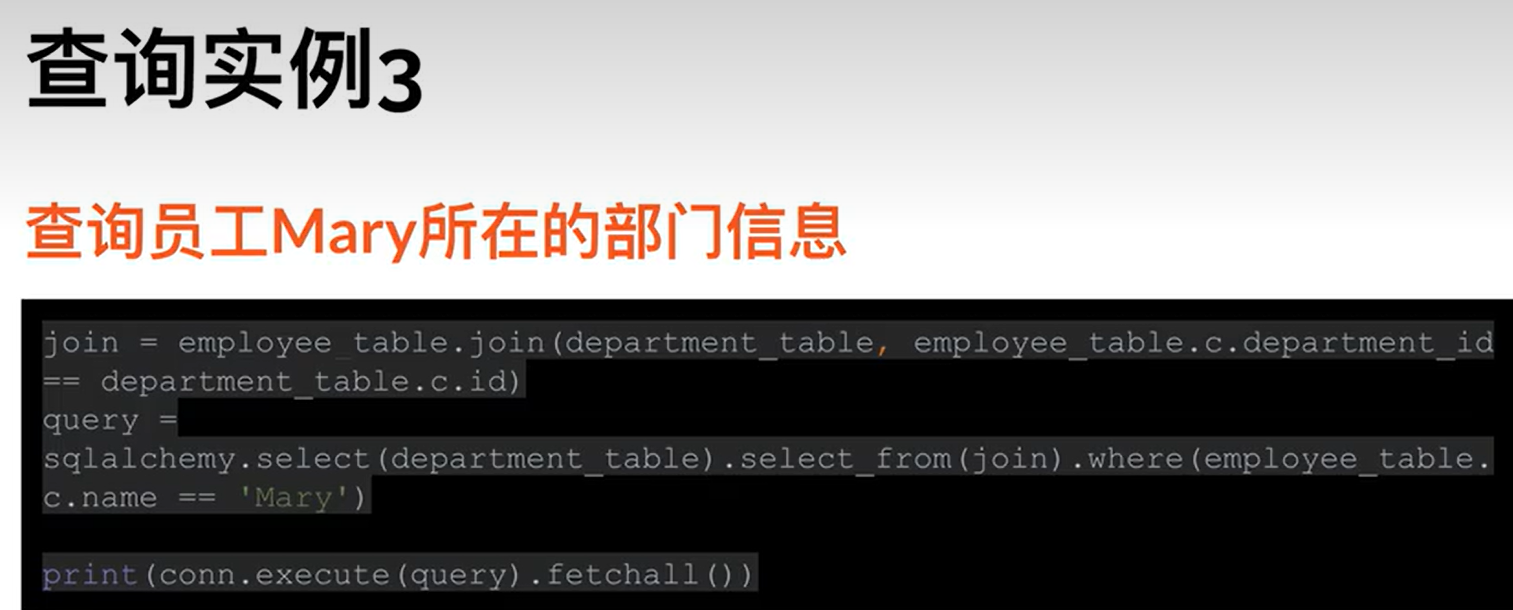 查询实例3
查询员工Mary所在的部门信息
join = employee_table.join(department_table, employee_table.c.department_id
== department_table.c.id)
query =
sqlalchemy.select(department_table).select_from(join).where(employee_table.
c.name == 'Mary')
print(conn.execute(query).fetchall())